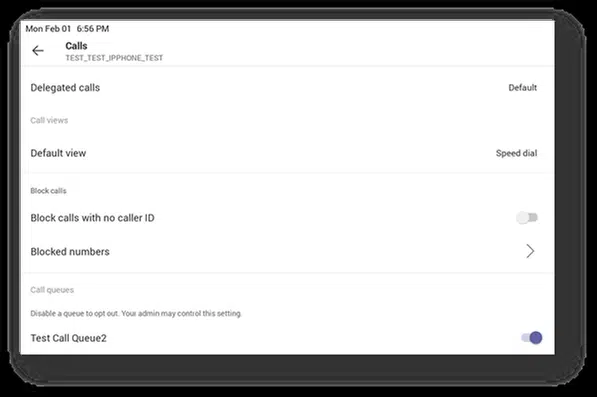 Mon Feb 01 6:56 PM
Calls
TEST_TEST_IPPHONE_TEST
Delegated calls Default
Call views
Default view Speed dial
Block calls
Block calls with no caller ID
Blocked numbers
Call queues
Disable a queue to opt out. Your admin may control this setting.
Test Call Queue2